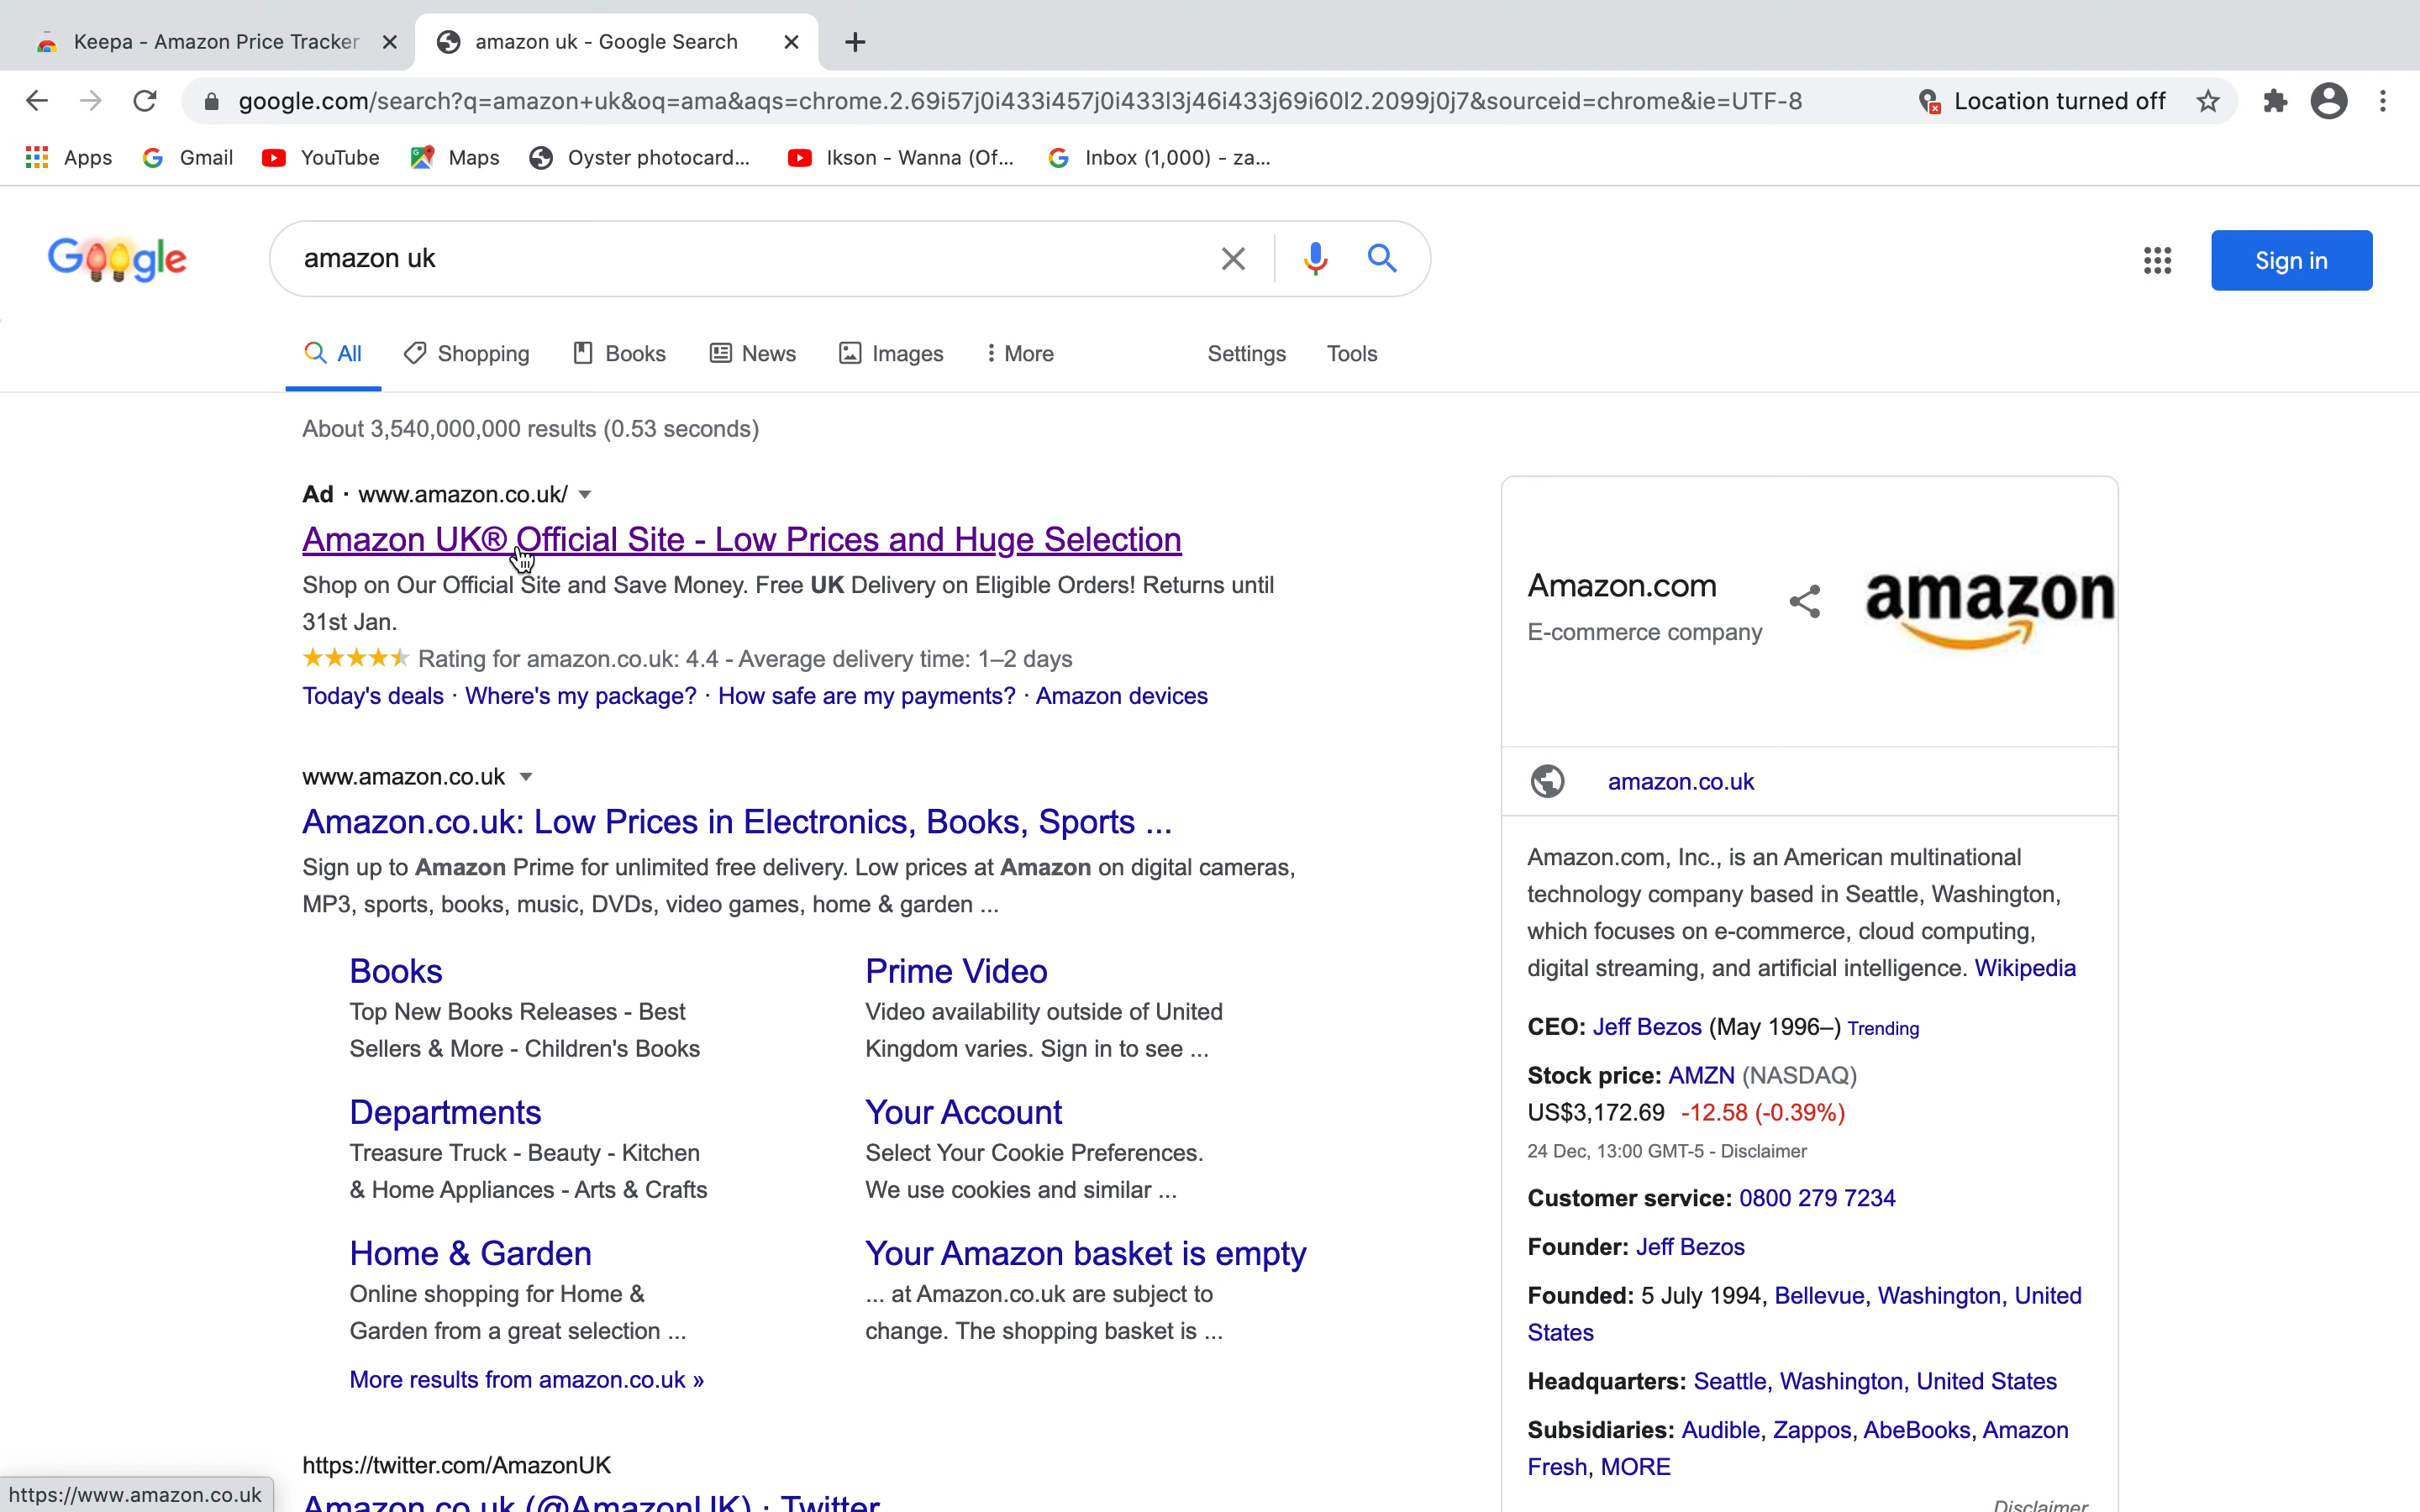 Keepa - Amazon Price Tracker
amazon uk - Google Search
google.com/search?q=amazon+uk&oq=ama&aqs=chrome.2.69i57j0i433i457j0i433l3j46i433j69i60l2.2099j0j7&sourceid=chrome&ie=UTF-8
Location turned off
Apps
Gmail
YouTube
Maps
Oyster photocard...
Ikson - Wanna (Of...
Inbox (1,000) - za...
Google
amazon uk
Sign in
All
Shopping
Books
News
Images
More
Settings
Tools
About 3,540,000,000 results (0.53 seconds)
Ad · www.amazon.co.uk/
Amazon UK® Official Site - Low Prices and Huge Selection
Shop on Our Official Site and Save Money. Free UK Delivery on Eligible Orders! Returns until
31st Jan.
Rating for amazon.co.uk: 4.4 - Average delivery time: 1–2 days
Today's deals · Where's my package? · How safe are my payments? · Amazon devices
www.amazon.co.uk
Amazon.co.uk: Low Prices in Electronics, Books, Sports ...
Sign up to Amazon Prime for unlimited free delivery. Low prices at Amazon on digital cameras,
MP3, sports, books, music, DVDs, video games, home & garden ...
Books
Top New Books Releases - Best
Sellers & More - Children's Books
Prime Video
Video availability outside of United
Kingdom varies. Sign in to see ...
Departments
Treasure Truck - Beauty - Kitchen
& Home Appliances - Arts & Crafts
Your Account
Select Your Cookie Preferences.
We use cookies and similar ...
Home & Garden
Online shopping for Home &
Garden from a great selection ...
Your Amazon basket is empty
... at Amazon.co.uk are subject to
change. The shopping basket is ...
More results from amazon.co.uk »
https://twitter.com/AmazonUK
Amazon.co.uk (@AmazonUK) · Twitter
https://www.amazon.co.uk
Amazon.com
E-commerce company
amazon
amazon.co.uk
Amazon.com, Inc., is an American multinational
technology company based in Seattle, Washington,
which focuses on e-commerce, cloud computing,
digital streaming, and artificial intelligence. Wikipedia
CEO: Jeff Bezos (May 1996–) Trending
Stock price: AMZN (NASDAQ)
US$3,172.69 -12.58 (-0.39%)
24 Dec, 13:00 GMT-5 - Disclaimer
Customer service: 0800 279 7234
Founder: Jeff Bezos
Founded: 5 July 1994, Bellevue, Washington, United
States
Headquarters: Seattle, Washington, United States
Subsidiaries: Audible, Zappos, AbeBooks, Amazon
Fresh, MORE
Disclaimer